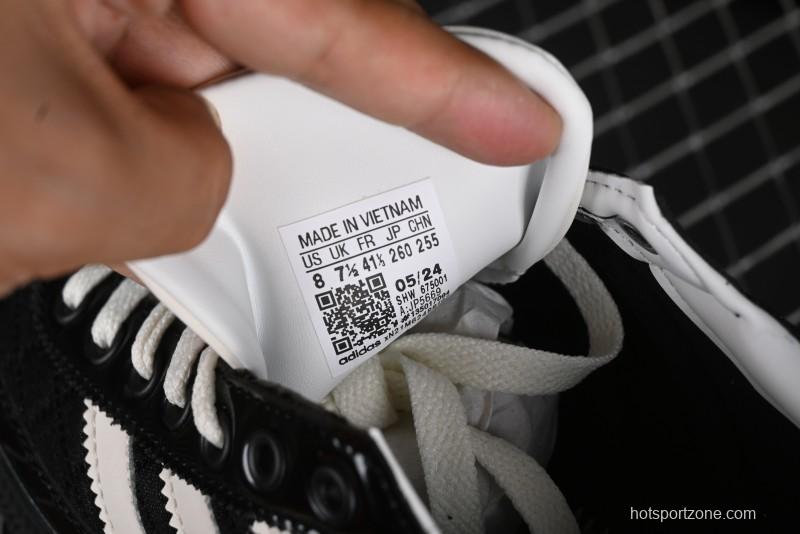 MADE IN VIETNAM
US UK FR JP CHN
8 7½ 41⅓ 260 255
05/24
SHW 675001
A:JP5669
adidas
hotsportzone.com